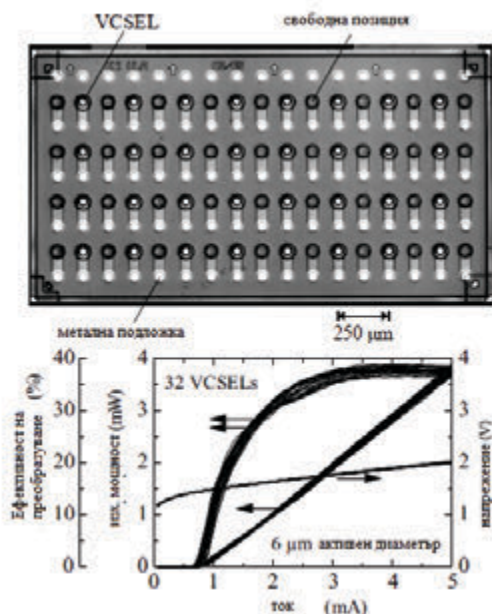 VCSEL
свободна позиция
метална подложка
250 µm
40
30
20
10
0
Ефективност на
преобразуване
(%)
4
3
2
1
0
изх. мощност (mW)
32 VCSELs
6 µm активен диаметър
4
3
2
1
0
напрежение (V)
0 1 2 3 4 5
ток (mA)